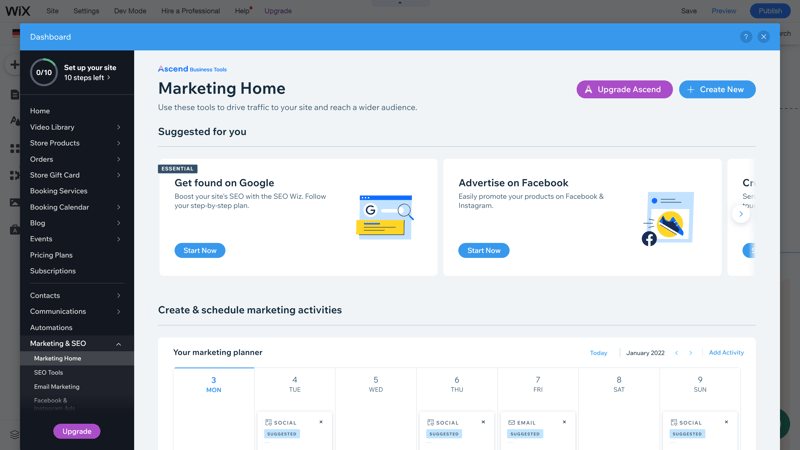 WiX Site Settings Dev Mode Hire a Professional Help Upgrade Save Preview Publish
Dashboard ?
0/10
Set up your site
10 steps left
Home
Video Library
Store Products
Orders
Store Gift Card
Booking Services
Booking Calendar
Blog
Events
Pricing Plans
Subscriptions
Contacts
Communications
Automations
Marketing & SEO
Marketing Home
SEO Tools
Email Marketing
Facebook &
Instagram Ads
Upgrade
Ascend Business Tools
Marketing Home
Use these tools to drive traffic to your site and reach a wider audience.
Upgrade Ascend
Create New
Suggested for you
ESSENTIAL
Get found on Google
Boost your site's SEO with the SEO Wiz. Follow
your step-by-step plan.
Start Now
G
Advertise on Facebook
Easily promote your products on Facebook &
Instagram.
Start Now
Create & schedule marketing activities
Your marketing planner
Today January 2022 Add Activity
3 4 5 6 7 8 9
MON TUE WED THU FRI SAT SUN
SOCIAL SOCIAL EMAIL SOCIAL
SUGGESTED SUGGESTED SUGGESTED SUGGESTED